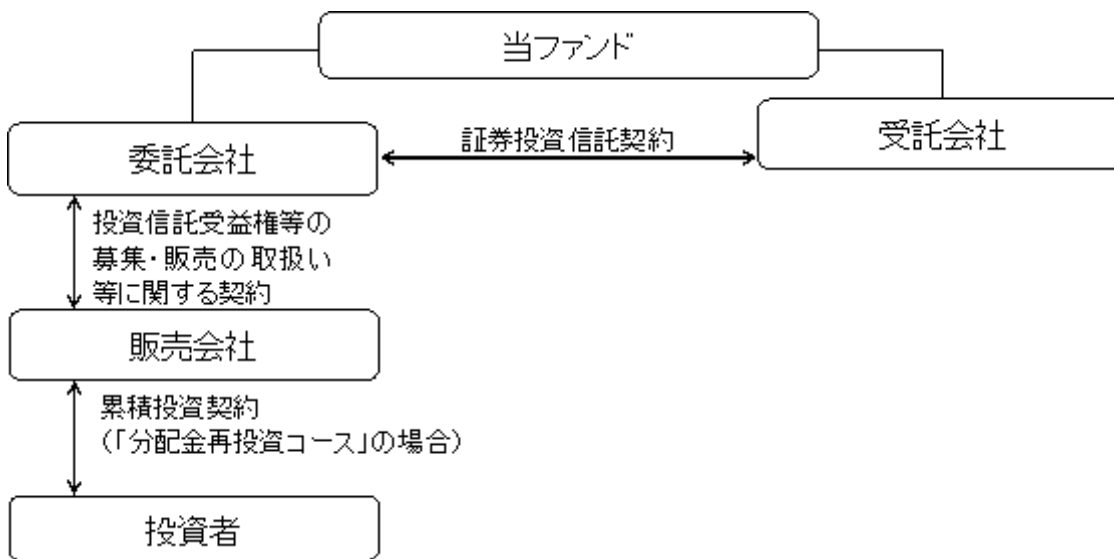 当ファンド
委託会社
証券投資信託契約
受託会社
投資信託受益権等の
募集・販売の取扱い
等に関する契約
販売会社
累積投資契約
(「分配金再投資コース」の場合)
投資者